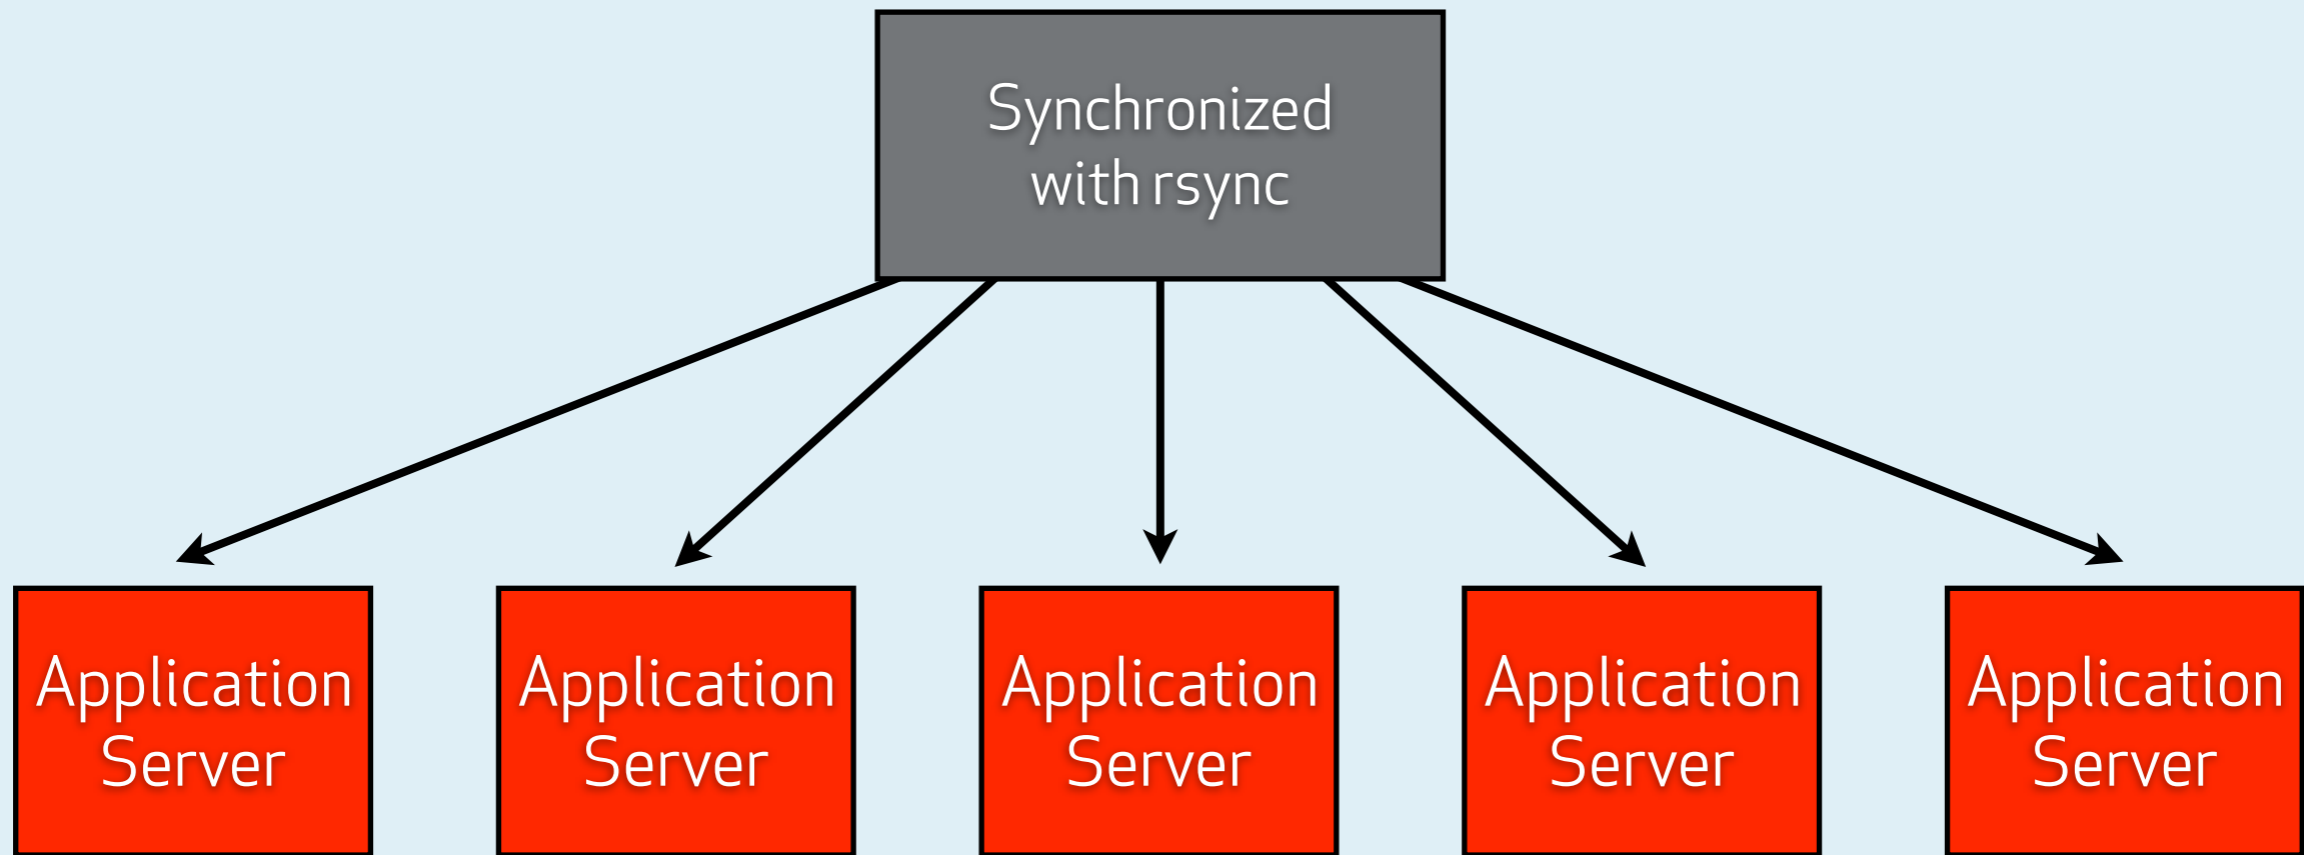 Synchronized
with rsync
Application
Server
Application
Server
Application
Server
Application
Server
Application
Server